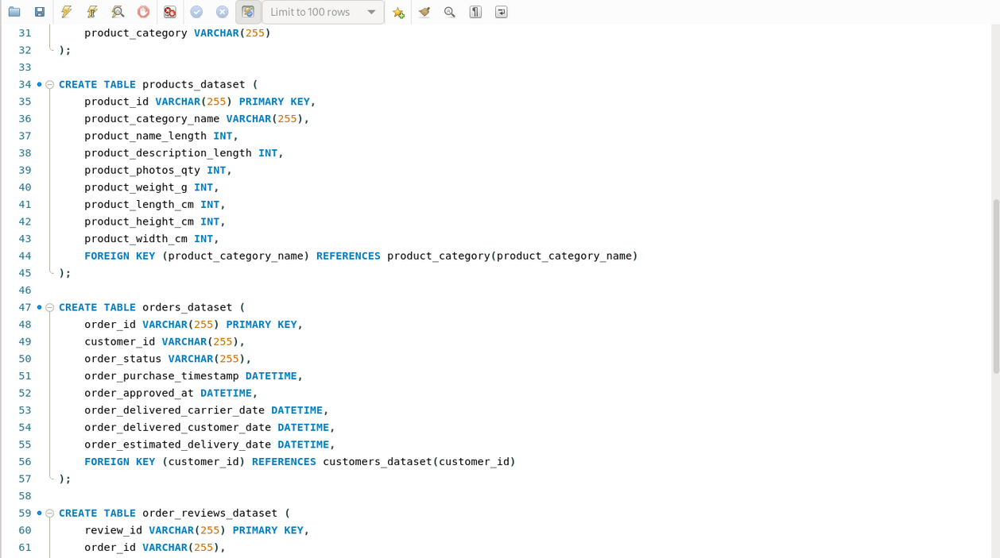 Limit to 100 rows
31 product_category VARCHAR(255)
32 );
33
34 CREATE TABLE products_dataset (
35 product_id VARCHAR(255) PRIMARY KEY,
36 product_category_name VARCHAR(255),
37 product_name_length INT,
38 product_description_length INT,
39 product_photos_qty INT,
40 product_weight_g INT,
41 product_length_cm INT,
42 product_height_cm INT,
43 product_width_cm INT,
44 FOREIGN KEY (product_category_name) REFERENCES product_category(product_category_name)
45 );
46
47 CREATE TABLE orders_dataset (
48 order_id VARCHAR(255) PRIMARY KEY,
49 customer_id VARCHAR(255),
50 order_status VARCHAR(255),
51 order_purchase_timestamp DATETIME,
52 order_approved_at DATETIME,
53 order_delivered_carrier_date DATETIME,
54 order_delivered_customer_date DATETIME,
55 order_estimated_delivery_date DATETIME,
56 FOREIGN KEY (customer_id) REFERENCES customers_dataset(customer_id)
57 );
58
59 CREATE TABLE order_reviews_dataset (
60 review_id VARCHAR(255) PRIMARY KEY,
61 order_id VARCHAR(255),